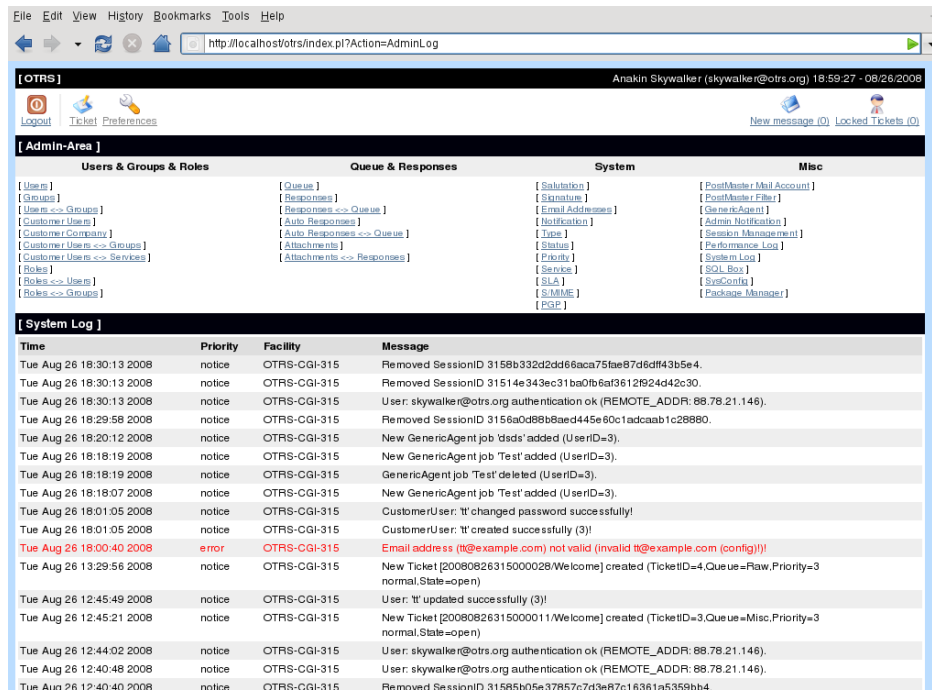 File Edit View History Bookmarks Tools Help
http://localhost/otrs/index.pl?Action=AdminLog
[ OTRS ] Anakin Skywalker (skywalker@otrs.org) 18:59:27 - 08/26/2008
Logout Ticket Preferences New message (0) Locked Tickets (0)
[ Admin-Area ]
Users & Groups & Roles Queue & Responses System Misc
[ Users ] [ Queue ] [ Salutation ] [ PostMaster Mail Account ]
[ Groups ] [ Responses ] [ Signature ] [ PostMaster Filter ]
[ Users <-> Groups ] [ Responses <-> Queue ] [ Email Addresses ] [ GenericAgent ]
[ Customer Users ] [ Auto Responses ] [ Notification ] [ Admin Notification ]
[ Customer Company ] [ Auto Responses <-> Queue ] [ Type ] [ Session Management ]
[ Customer Users <-> Groups ] [ Attachments ] [ Status ] [ Performance Log ]
[ Customer Users <-> Services ] [ Attachments <-> Responses ] [ Priority ] [ System Log ]
[ Roles ] [ Service ] [ SQL Box ]
[ Roles <-> Users ] [ SLA ] [ SysConfig ]
[ Roles <-> Groups ] [ S/MIME ] [ Package Manager ]
[ PGP ]
[ System Log ]
Time Priority Facility Message
Tue Aug 26 18:30:13 2008 notice OTRS-CGI-315 Removed SessionID 3158b332d2dd66aca75fae87d6dff43b5e4.
Tue Aug 26 18:30:13 2008 notice OTRS-CGI-315 Removed SessionID 31514e343ec31ba0fb6af3612f924d42c30.
Tue Aug 26 18:30:13 2008 notice OTRS-CGI-315 User: skywalker@otrs.org authentication ok (REMOTE_ADDR: 88.78.21.146).
Tue Aug 26 18:29:58 2008 notice OTRS-CGI-315 Removed SessionID 3156a0d88b8aed445e60c1adcaab1c28880.
Tue Aug 26 18:20:12 2008 notice OTRS-CGI-315 New GenericAgent job 'dsds' added (UserID=3).
Tue Aug 26 18:18:19 2008 notice OTRS-CGI-315 New GenericAgent job 'Test' added (UserID=3).
Tue Aug 26 18:18:19 2008 notice OTRS-CGI-315 GenericAgent job 'Test' deleted (UserID=3).
Tue Aug 26 18:18:07 2008 notice OTRS-CGI-315 New GenericAgent job 'Test' added (UserID=3).
Tue Aug 26 18:01:05 2008 notice OTRS-CGI-315 CustomerUser: 'tt' changed password successfully!
Tue Aug 26 18:01:05 2008 notice OTRS-CGI-315 CustomerUser: 'tt' created successfully (3)!
Tue Aug 26 18:00:40 2008 error OTRS-CGI-315 Email address (tt@example.com) not valid (invalid tt@example.com (config)!)!
Tue Aug 26 13:29:56 2008 notice OTRS-CGI-315 New Ticket [20080826315000028/Welcome] created (TicketID=4,Queue=Raw,Priority=3
normal,State=open)
Tue Aug 26 12:45:49 2008 notice OTRS-CGI-315 User: 'tt' updated successfully (3)!
Tue Aug 26 12:45:21 2008 notice OTRS-CGI-315 New Ticket [20080826315000011/Welcome] created (TicketID=3,Queue=Misc,Priority=3
normal,State=open)
Tue Aug 26 12:44:02 2008 notice OTRS-CGI-315 User: skywalker@otrs.org authentication ok (REMOTE_ADDR: 88.78.21.146).
Tue Aug 26 12:40:48 2008 notice OTRS-CGI-315 User: skywalker@otrs.org authentication ok (REMOTE_ADDR: 88.78.21.146).
Tue Aug 26 12:40:40 2008 notice OTRS-CGI-315 Removed SessionID 31585b05e37857c7d3e87c16361a5359bb4.